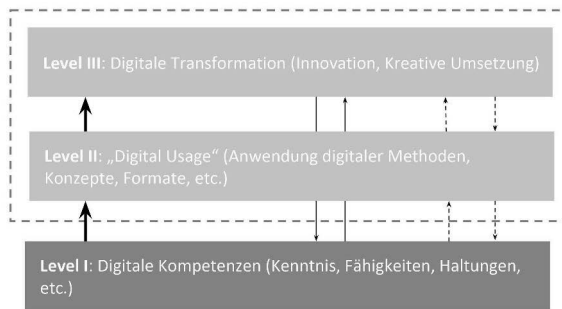 Level III: Digitale Transformation (Innovation, Kreative Umsetzung)
Level II: „Digital Usage“ (Anwendung digitaler Methoden,
Konzepte, Formate, etc.)
Level I: Digitale Kompetenzen (Kenntnis, Fähigkeiten, Haltungen,
etc.)